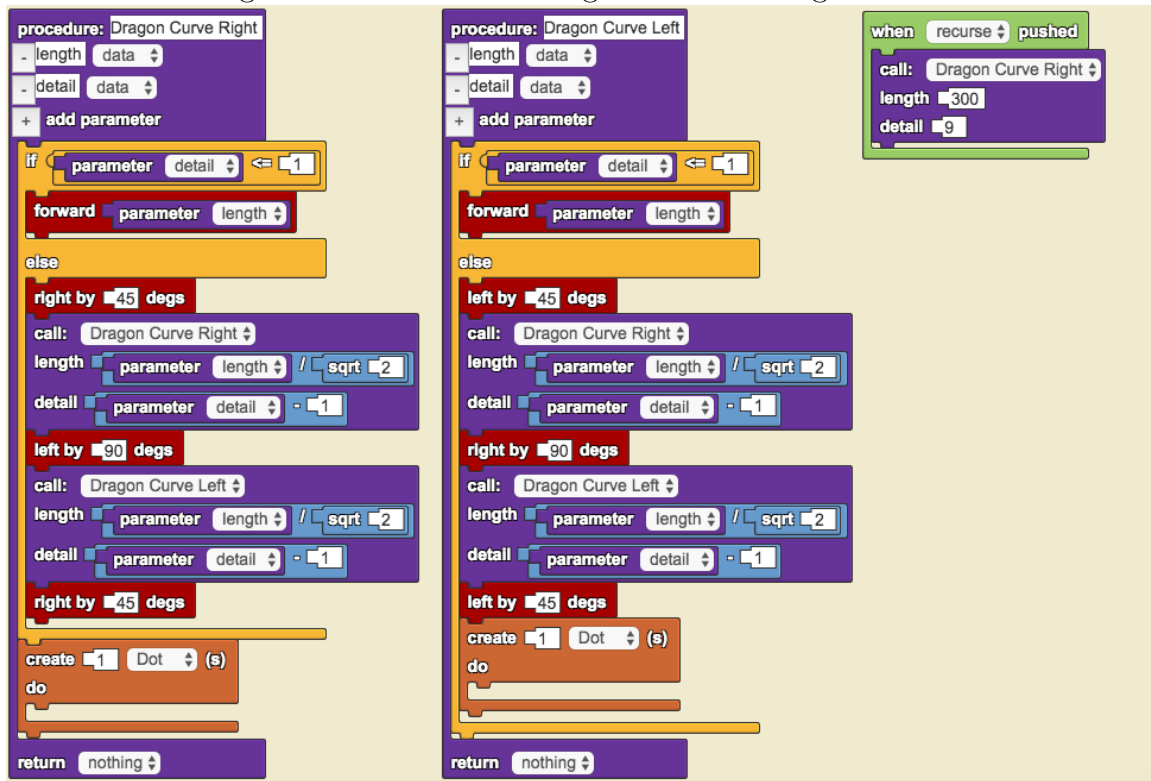 procedure: Dragon Curve Right
- length data
- detail data
+ add parameter
if parameter detail <= 1
forward parameter length
else
right by 45 degs
call: Dragon Curve Right
length parameter length / sqrt 2
detail parameter detail - 1
left by 90 degs
call: Dragon Curve Left
length parameter length / sqrt 2
detail parameter detail - 1
right by 45 degs
create 1 Dot (s)
do
return nothing
procedure: Dragon Curve Left
- length data
- detail data
+ add parameter
if parameter detail <= 1
forward parameter length
else
left by 45 degs
call: Dragon Curve Right
length parameter length / sqrt 2
detail parameter detail - 1
right by 90 degs
call: Dragon Curve Left
length parameter length / sqrt 2
detail parameter detail - 1
left by 45 degs
create 1 Dot (s)
do
return nothing
when recurse pushed
call: Dragon Curve Right
length 300
detail 9